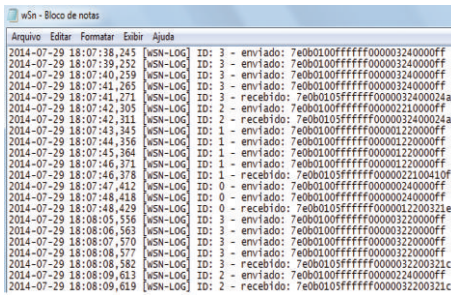 wSn - Bloco de notas
Arquivo Editar Formatar Exibir Ajuda
2014-07-29 18:07:38,245 [WSN-LOG] ID: 3 - enviado: 7e0b0100ffffff000003240000ff
2014-07-29 18:07:39,252 [WSN-LOG] ID: 3 - enviado: 7e0b0100ffffff000003240000ff
2014-07-29 18:07:40,259 [WSN-LOG] ID: 3 - enviado: 7e0b0100ffffff000003240000ff
2014-07-29 18:07:41,265 [WSN-LOG] ID: 3 - enviado: 7e0b0100ffffff000003240000ff
2014-07-29 18:07:41,271 [WSN-LOG] ID: 3 - recebido: 7e0b0105ffffff0000032400024a
2014-07-29 18:07:42,305 [WSN-LOG] ID: 2 - enviado: 7e0b0100ffffff000002210000ff
2014-07-29 18:07:42,311 [WSN-LOG] ID: 2 - recebido: 7e0b0105ffffff0000032400024a
2014-07-29 18:07:43,345 [WSN-LOG] ID: 1 - enviado: 7e0b0100ffffff000001220000ff
2014-07-29 18:07:44,356 [WSN-LOG] ID: 1 - enviado: 7e0b0100ffffff000001220000ff
2014-07-29 18:07:45,364 [WSN-LOG] ID: 1 - enviado: 7e0b0100ffffff000001220000ff
2014-07-29 18:07:46,371 [WSN-LOG] ID: 1 - enviado: 7e0b0100ffffff000001220000ff
2014-07-29 18:07:46,378 [WSN-LOG] ID: 1 - recebido: 7e0b0105ffffff0000022100410f
2014-07-29 18:07:47,412 [WSN-LOG] ID: 0 - enviado: 7e0b0100ffffff000000240000ff
2014-07-29 18:07:48,418 [WSN-LOG] ID: 0 - enviado: 7e0b0100ffffff000000240000ff
2014-07-29 18:07:48,429 [WSN-LOG] ID: 0 - recebido: 7e0b0105ffffff0000012200321e
2014-07-29 18:08:05,556 [WSN-LOG] ID: 3 - enviado: 7e0b0100ffffff000003220000ff
2014-07-29 18:08:06,563 [WSN-LOG] ID: 3 - enviado: 7e0b0100ffffff000003220000ff
2014-07-29 18:08:07,570 [WSN-LOG] ID: 3 - enviado: 7e0b0100ffffff000003220000ff
2014-07-29 18:08:08,577 [WSN-LOG] ID: 3 - enviado: 7e0b0100ffffff000003220000ff
2014-07-29 18:08:08,582 [WSN-LOG] ID: 3 - recebido: 7e0b0105ffffff0000032200321c
2014-07-29 18:08:09,613 [WSN-LOG] ID: 2 - enviado: 7e0b0100ffffff000002240000ff
2014-07-29 18:08:09,619 [WSN-LOG] ID: 2 - recebido: 7e0b0105ffffff0000032200321c